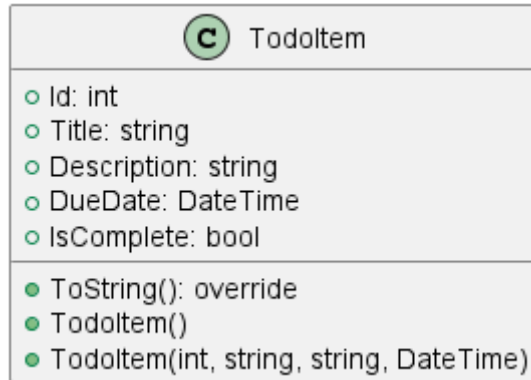 C TodoItem
Id: int
Title: string
Description: string
DueDate: DateTime
IsComplete: bool
ToString(): override
TodoItem()
TodoItem(int, string, string, DateTime)